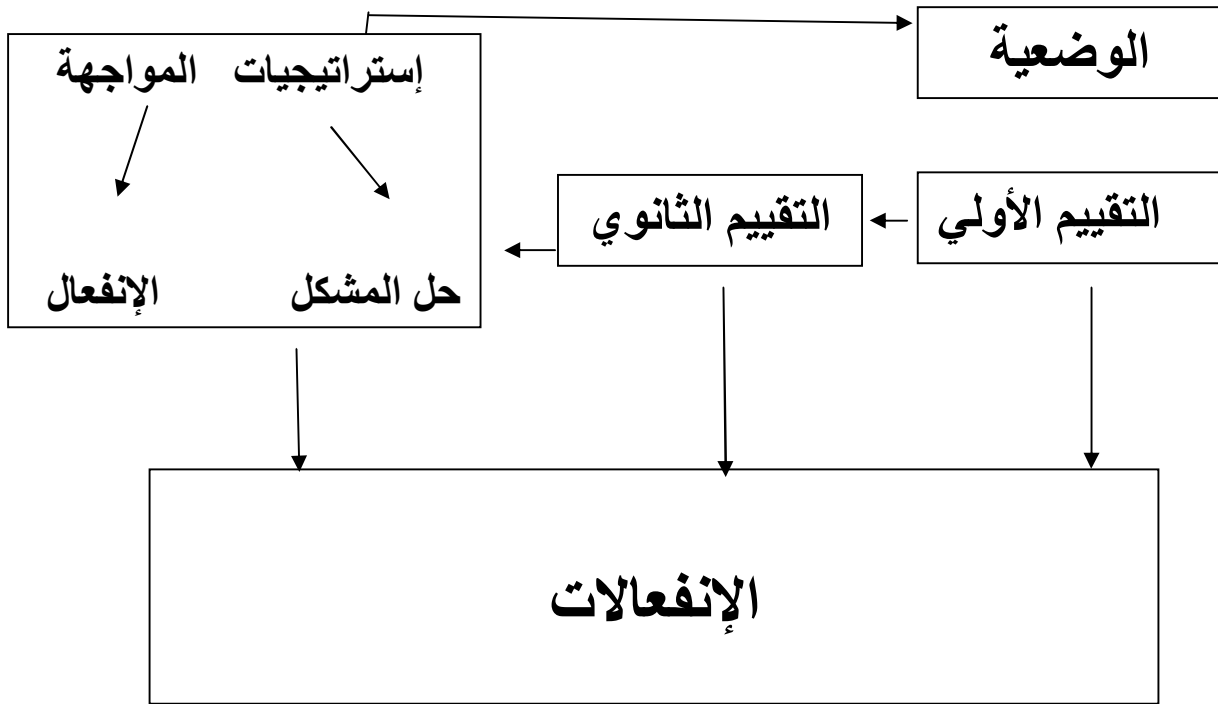 الوضعية
إستراتيجيات المواجهة
التقييم الأولي
التقييم الثانوي
حل المشكل
الإنفعال
الإنفعالات